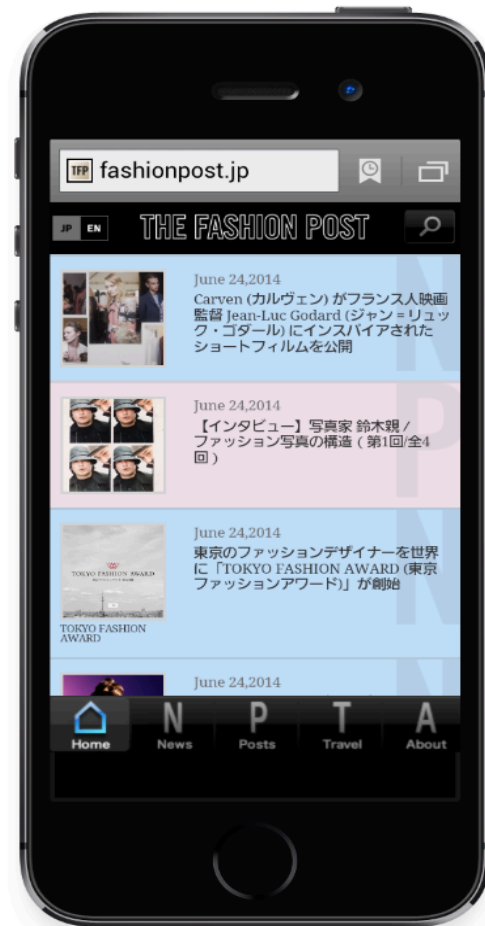 TFP fashionpost.jp
JP EN THE FASHION POST
June 24,2014
Carven (カルヴェン) がフランス人映画
監督 Jean-Luc Godard (ジャン = リュッ
ク・ゴダール) にインスパイアされた
ショートフィルムを公開
N
June 24,2014
【インタビュー】写真家 鈴木親 /
ファッション写真の構造 ( 第1回/全4
回 )
P
TOKYO FASHION AWARD
TOKYO FASHION
AWARD
June 24,2014
東京のファッションデザイナーを世界
に「TOKYO FASHION AWARD (東京
ファッションアワード)」が創始
N
June 24,2014
N
N P T A
Home News Posts Travel About